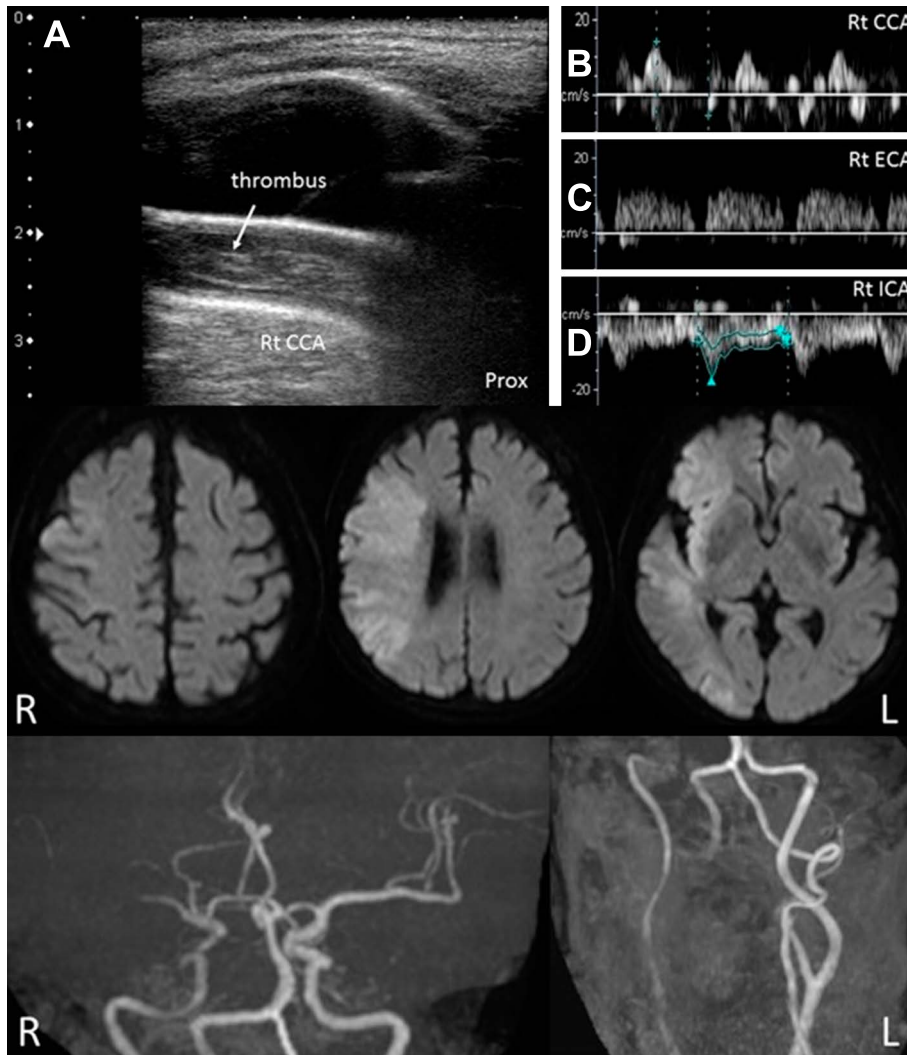 0
A
1
thrombus
2
3
Rt CCA
Prox
20
Rt CCA
B
cm/s
20
Rt ECA
C
cm/s
Rt ICA
cm/s
D
-20
R
L
R
L